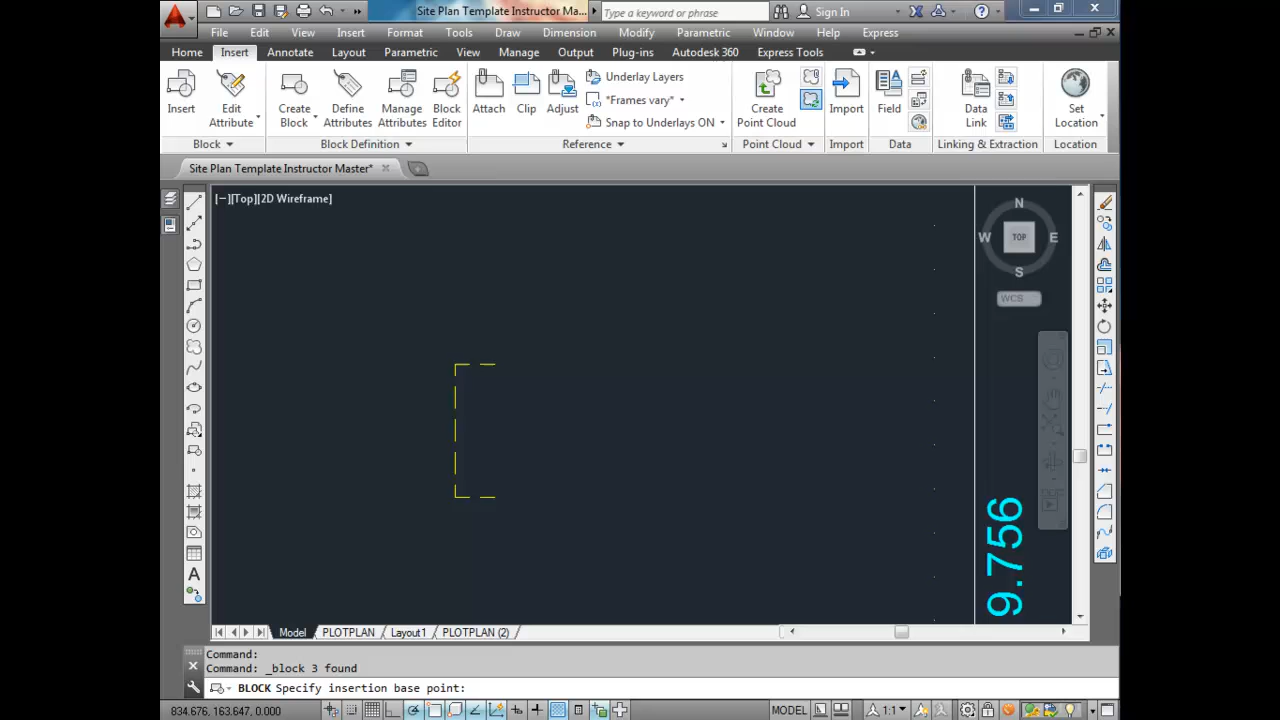 Site Plan Template Instructor Ma...
Type a keyword or phrase
Sign In
File Edit View Insert Format Tools Draw Dimension Modify Parametric Window Help Express
Home Insert Annotate Layout Parametric View Manage Output Plug-ins Autodesk 360 Express Tools
Insert
Edit Attribute
Create Block
Define Attributes
Manage Attributes
Block Editor
Attach
Clip
Adjust
Underlay Layers
*Frames vary*
Snap to Underlays ON
Create Point Cloud
Import
Field
Data Link
Set Location
Block Block Definition Reference Point Cloud Import Data Linking & Extraction Location
Site Plan Template Instructor Master*
[−][Top][2D Wireframe]
N
W TOP E
S
WCS
9.756
Model PLOTPLAN Layout1 PLOTPLAN (2)
Command:
Command: _block 3 found
BLOCK Specify insertion base point:
834.676, 163.647, 0.000 MODEL 1:1